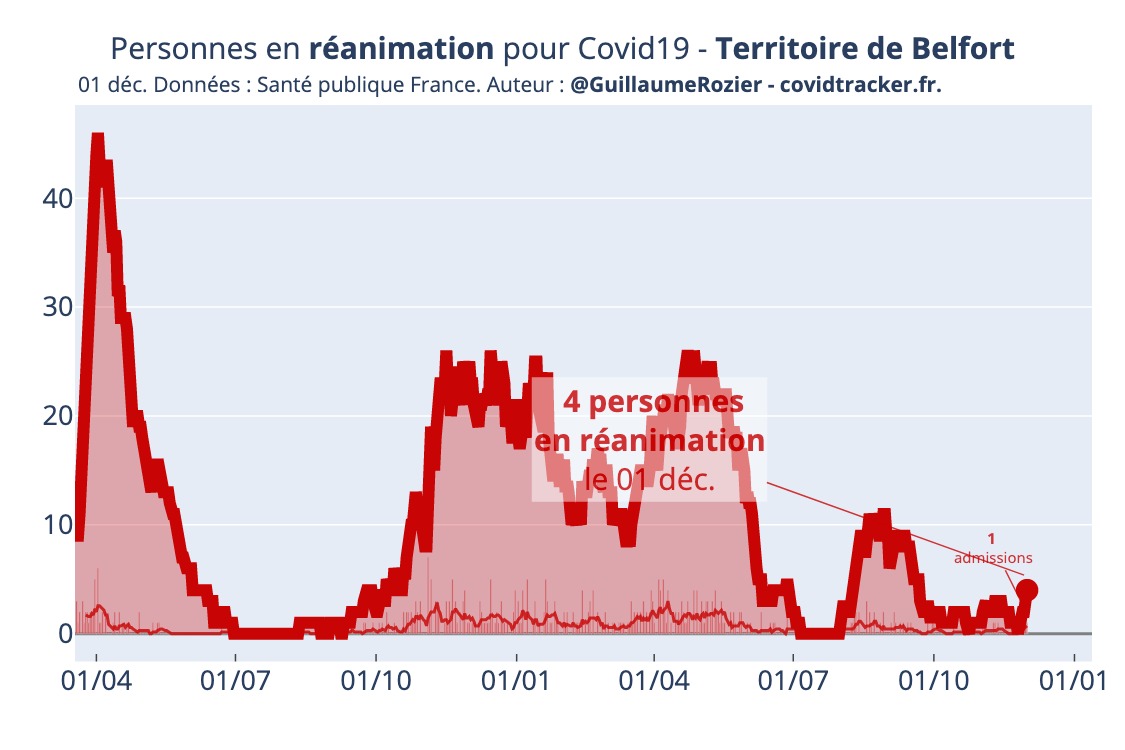 Personnes en réanimation pour Covid19 - Territoire de Belfort
01 déc. Données : Santé publique France. Auteur : @GuillaumeRozier - covidtracker.fr.
40
30
20
10
0
4 personnes
en réanimation
le 01 déc.
1
admissions
01/04
01/07
01/10
01/01
01/04
01/07
01/10
01/01